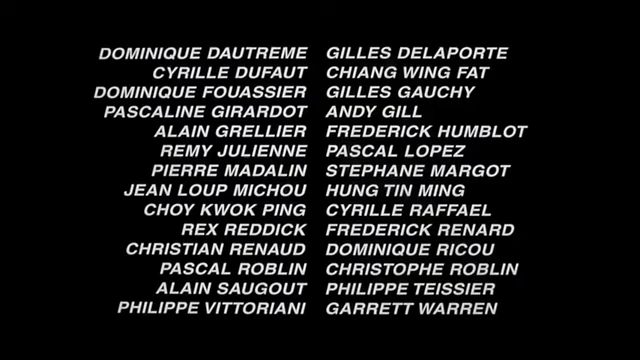 DOMINIQUE DAUTREME GILLES DELAPORTE
CYRILLE DUFAUT CHIANG WING FAT
DOMINIQUE FOUASSIER GILLES GAUCHY
PASCALINE GIRARDOT ANDY GILL
ALAIN GRELLIER FREDERICK HUMBLOT
REMY JULIENNE PASCAL LOPEZ
PIERRE MADALIN STEPHANE MARGOT
JEAN LOUP MICHOU HUNG TIN MING
CHOY KWOK PING CYRILLE RAFFAEL
REX REDDICK FREDERICK RENARD
CHRISTIAN RENAUD DOMINIQUE RICOU
PASCAL ROBLIN CHRISTOPHE ROBLIN
ALAIN SAUGOUT PHILIPPE TEISSIER
PHILIPPE VITTORIANI GARRETT WARREN